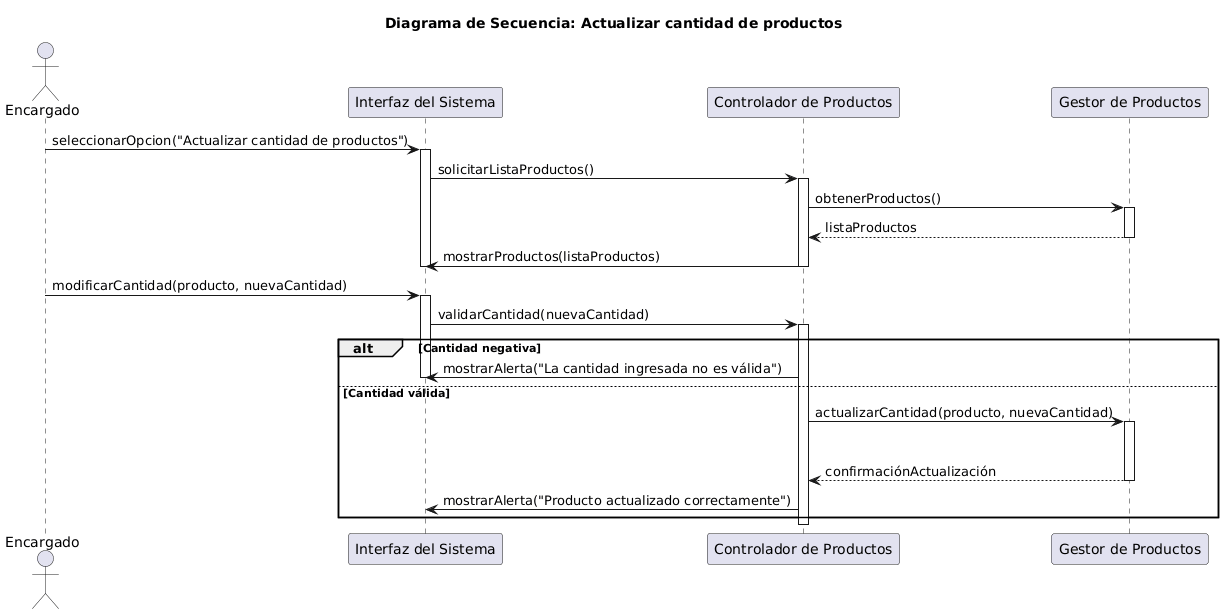 Diagrama de Secuencia: Actualizar cantidad de productos
Encargado
Interfaz del Sistema
Controlador de Productos
Gestor de Productos
seleccionarOpcion("Actualizar cantidad de productos")
solicitarListaProductos()
obtenerProductos()
listaProductos
mostrarProductos(listaProductos)
modificarCantidad(producto, nuevaCantidad)
validarCantidad(nuevaCantidad)
alt
[Cantidad negativa]
mostrarAlerta("La cantidad ingresada no es válida")
[Cantidad válida]
actualizarCantidad(producto, nuevaCantidad)
confirmaciónActualización
mostrarAlerta("Producto actualizado correctamente")
Encargado
Interfaz del Sistema
Controlador de Productos
Gestor de Productos